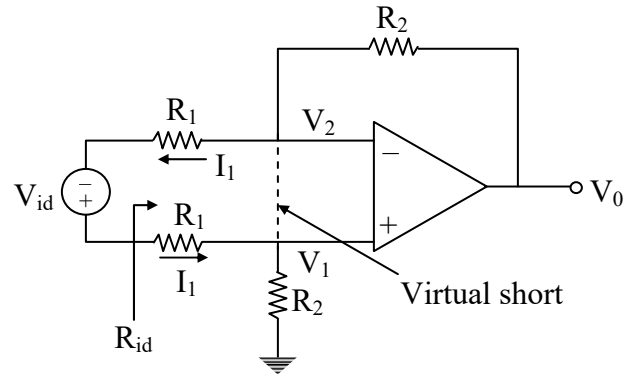 R₂
R₁
V₂
−
I₁
V₀
Vid
−
+
R₁
+
I₁
V₁
R₂
Virtual short
Rid